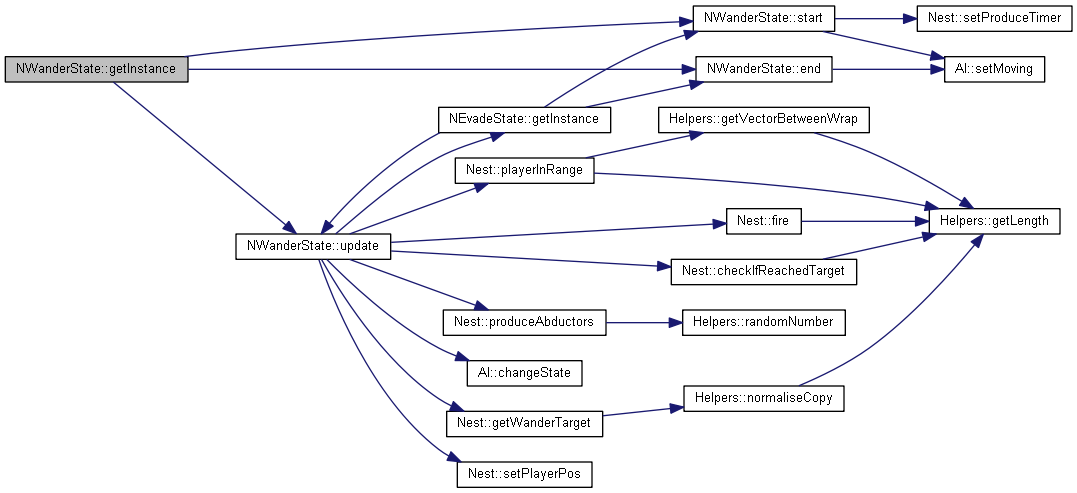 NWanderState::start
Nest::setProduceTimer
NWanderState::getInstance
NWanderState::end
AI::setMoving
NEvadeState::getInstance
Helpers::getVectorBetweenWrap
Nest::playerInRange
Nest::fire
Helpers::getLength
NWanderState::update
Nest::checkIfReachedTarget
Nest::produceAbductors
Helpers::randomNumber
AI::changeState
Helpers::normaliseCopy
Nest::getWanderTarget
Nest::setPlayerPos